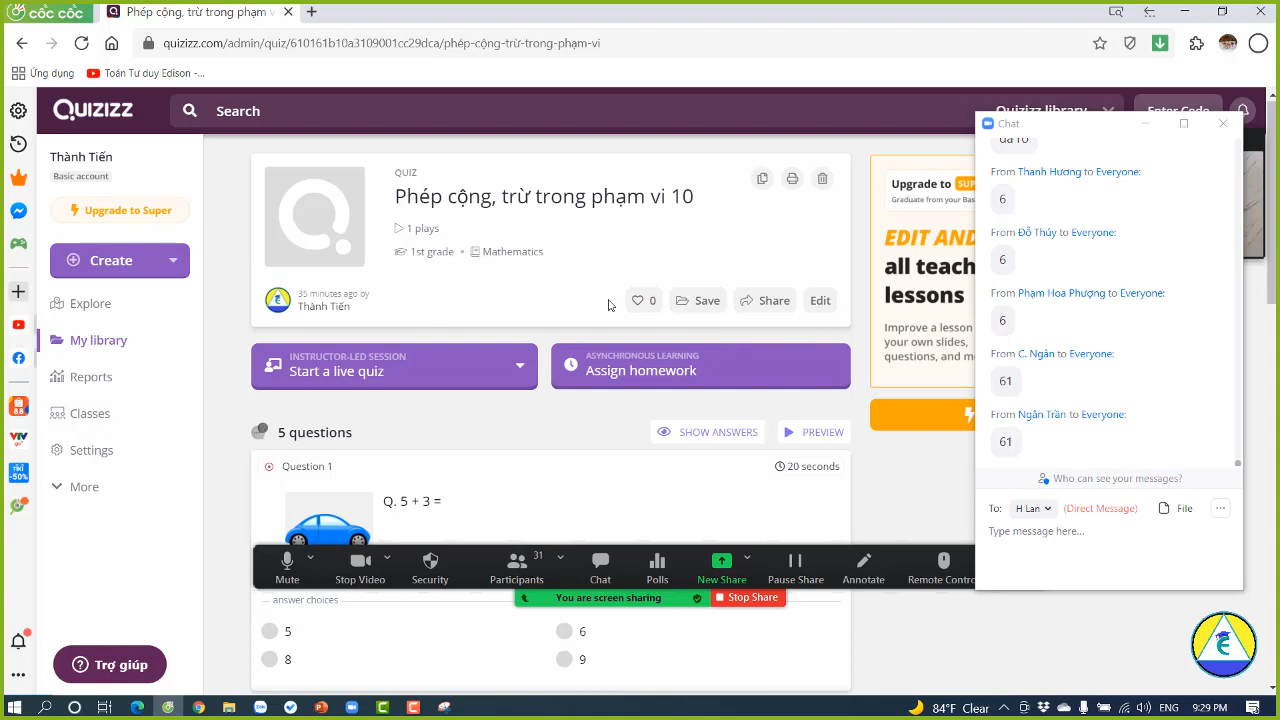 cốc cốc
Phép cộng, trừ trong phạm v
quizizz.com/admin/quiz/610161b10a3109001cc29dca/phép-cộng-trừ-trong-phạm-vi
Ứng dụng
Toán Tư duy Edison -...
QUIZIZZ
Search
Quizizz library
Enter Code
Thành Tiến
Basic account
Upgrade to Super
Create
Explore
My library
Reports
Classes
Settings
More
Trợ giúp
QUIZ
Phép cộng, trừ trong phạm vi 10
1 plays
1st grade • Mathematics
35 minutes ago by
Thành Tiến
0
Save
Share
Edit
INSTRUCTOR-LED SESSION
Start a live quiz
ASYNCHRONOUS LEARNING
Assign homework
5 questions
SHOW ANSWERS
PREVIEW
Question 1
20 seconds
Q. 5 + 3 =
answer choices
5
6
8
9
Upgrade to SUP
Graduate from your Bas
EDIT AND
all teach
lessons
Improve a lesson
your own slides,
questions, and m
Chat
da ro
From Thanh Hương to Everyone:
6
From Đỗ Thúy to Everyone:
6
From Phạm Hoa Phượng to Everyone:
6
From C. Ngân to Everyone:
61
From Ngân Trần to Everyone:
61
Who can see your messages?
To: H Lan (Direct Message) File
Type message here...
Mute
Stop Video
Security
Participants
31
Chat
Polls
New Share
Pause Share
Annotate
Remote Contro
You are screen sharing
Stop Share
84°F Clear
ENG
9:29 PM